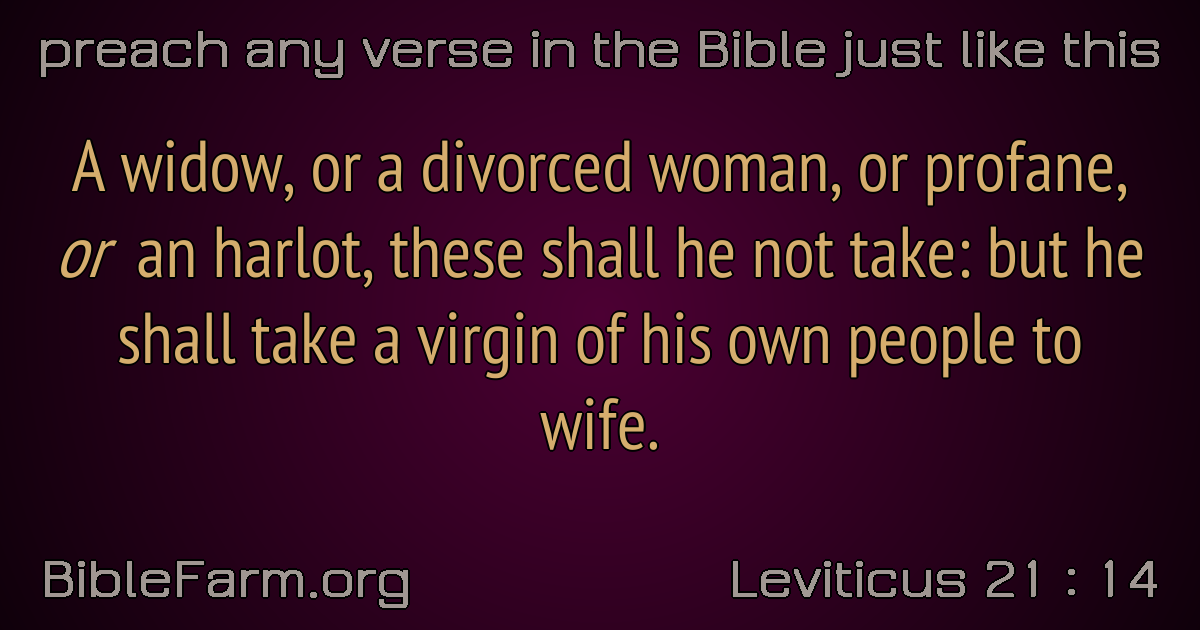 preach any verse in the Bible just like this
A widow, or a divorced woman, or profane,
or an harlot, these shall he not take: but he
shall take a virgin of his own people to
wife.
BibleFarm.org
Leviticus 21 : 14